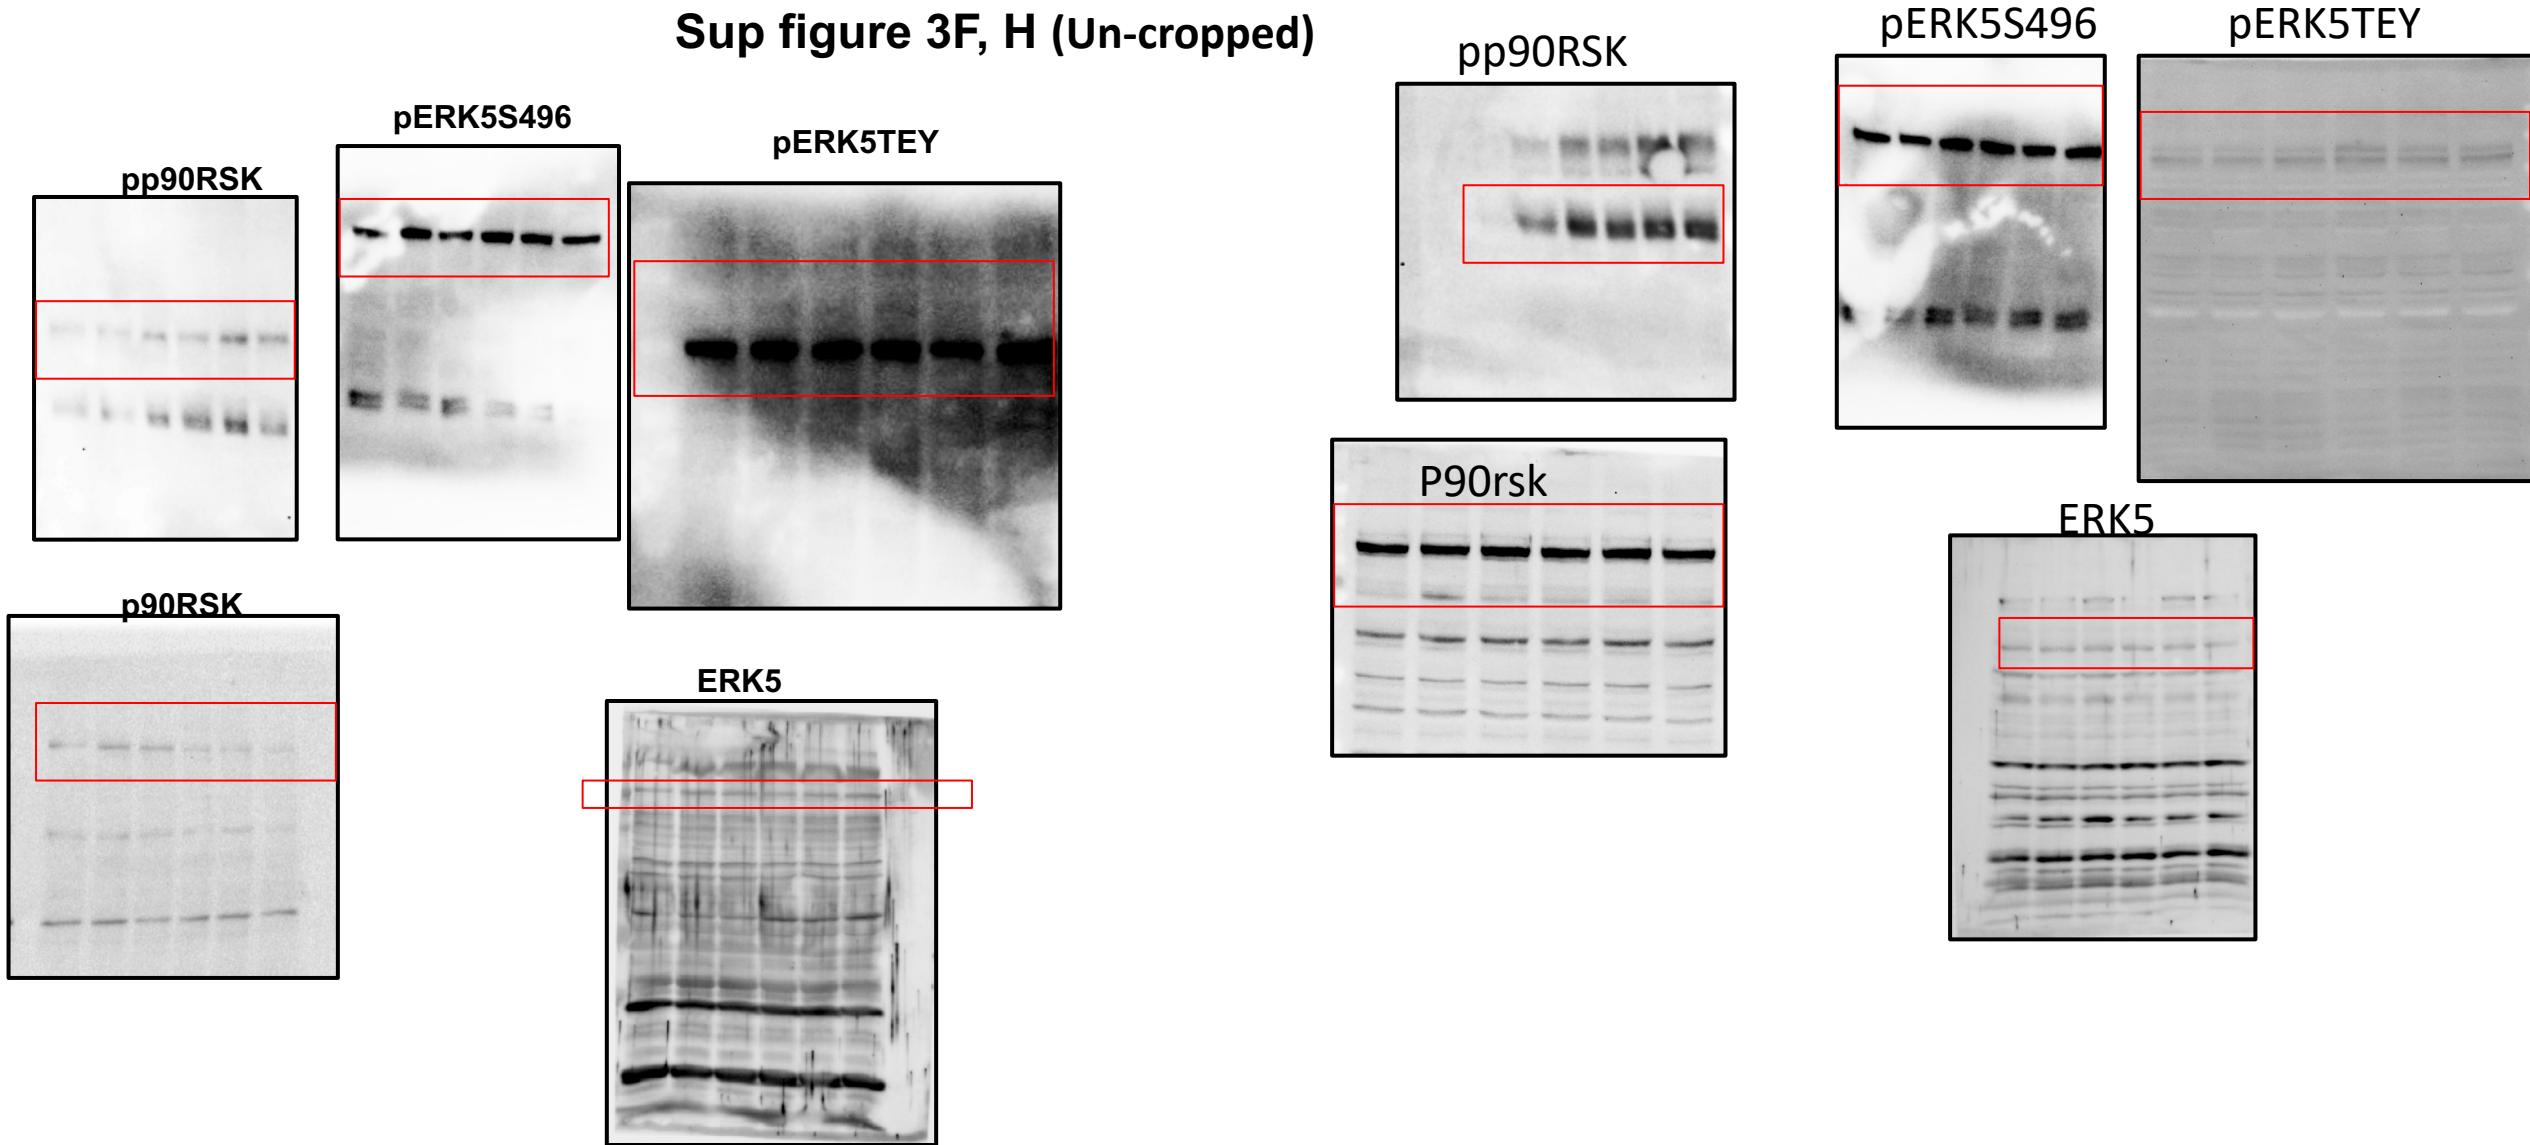 Sup figure 3F, H (Un-cropped)
pp90RSK
pERK5S496
pERK5TEY
p90RSK
ERK5
pp90RSK
pERK5S496
pERK5TEY
P90rsk
ERK5